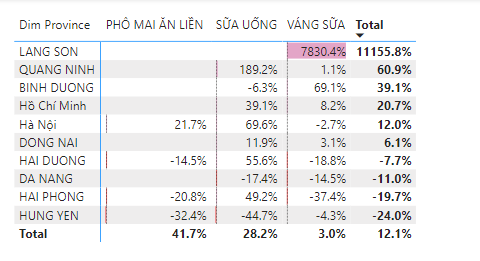 Dim Province PHÔ MAI ĂN LIỀN SỮA UỐNG VÁNG SỮA Total
LANG SON 7830.4% 11155.8%
QUANG NINH 189.2% 1.1% 60.9%
BINH DUONG -6.3% 69.1% 39.1%
Hồ Chí Minh 39.1% 8.2% 20.7%
Hà Nội 21.7% 69.6% -2.7% 12.0%
DONG NAI 11.9% 3.1% 6.1%
HAI DUONG -14.5% 55.6% -18.8% -7.7%
DA NANG -17.4% -14.5% -11.0%
HAI PHONG -20.8% 49.2% -37.4% -19.7%
HUNG YEN -32.4% -44.7% -4.3% -24.0%
Total 41.7% 28.2% 3.0% 12.1%